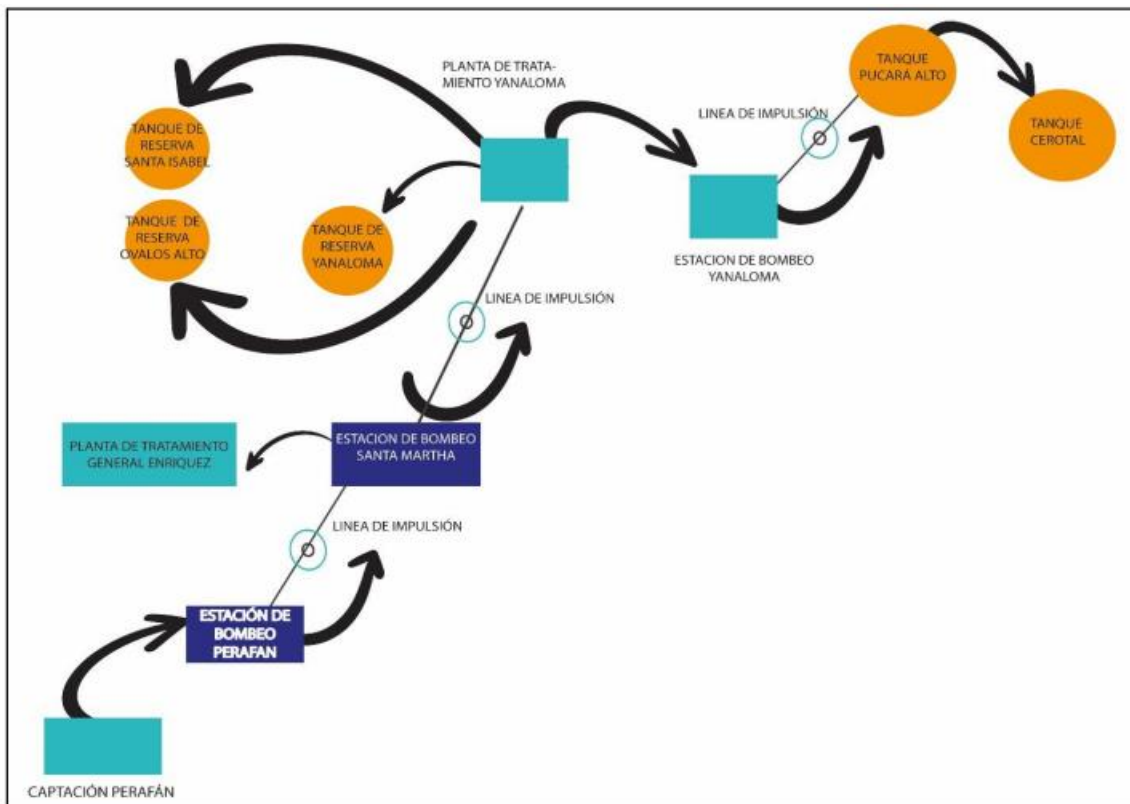 PLANTA DE TRATA-
MIENTO YANALOMA
TANQUE
PUCARÁ ALTO
LINEA DE IMPULSIÓN
TANQUE
CEROTAL
TANQUE DE
RESERVA
SANTA ISABEL
TANQUE DE
RESERVA
OVALOS ALTO
TANQUE DE
RESERVA
YANALOMA
ESTACION DE BOMBEO
YANALOMA
LINEA DE IMPULSIÓN
PLANTA DE TRATAMIENTO
GENERAL ENRIQUEZ
ESTACION DE BOMBEO
SANTA MARTHA
LINEA DE IMPULSIÓN
ESTACIÓN DE
BOMBEO
PERAFAN
CAPTACIÓN PERAFÁN